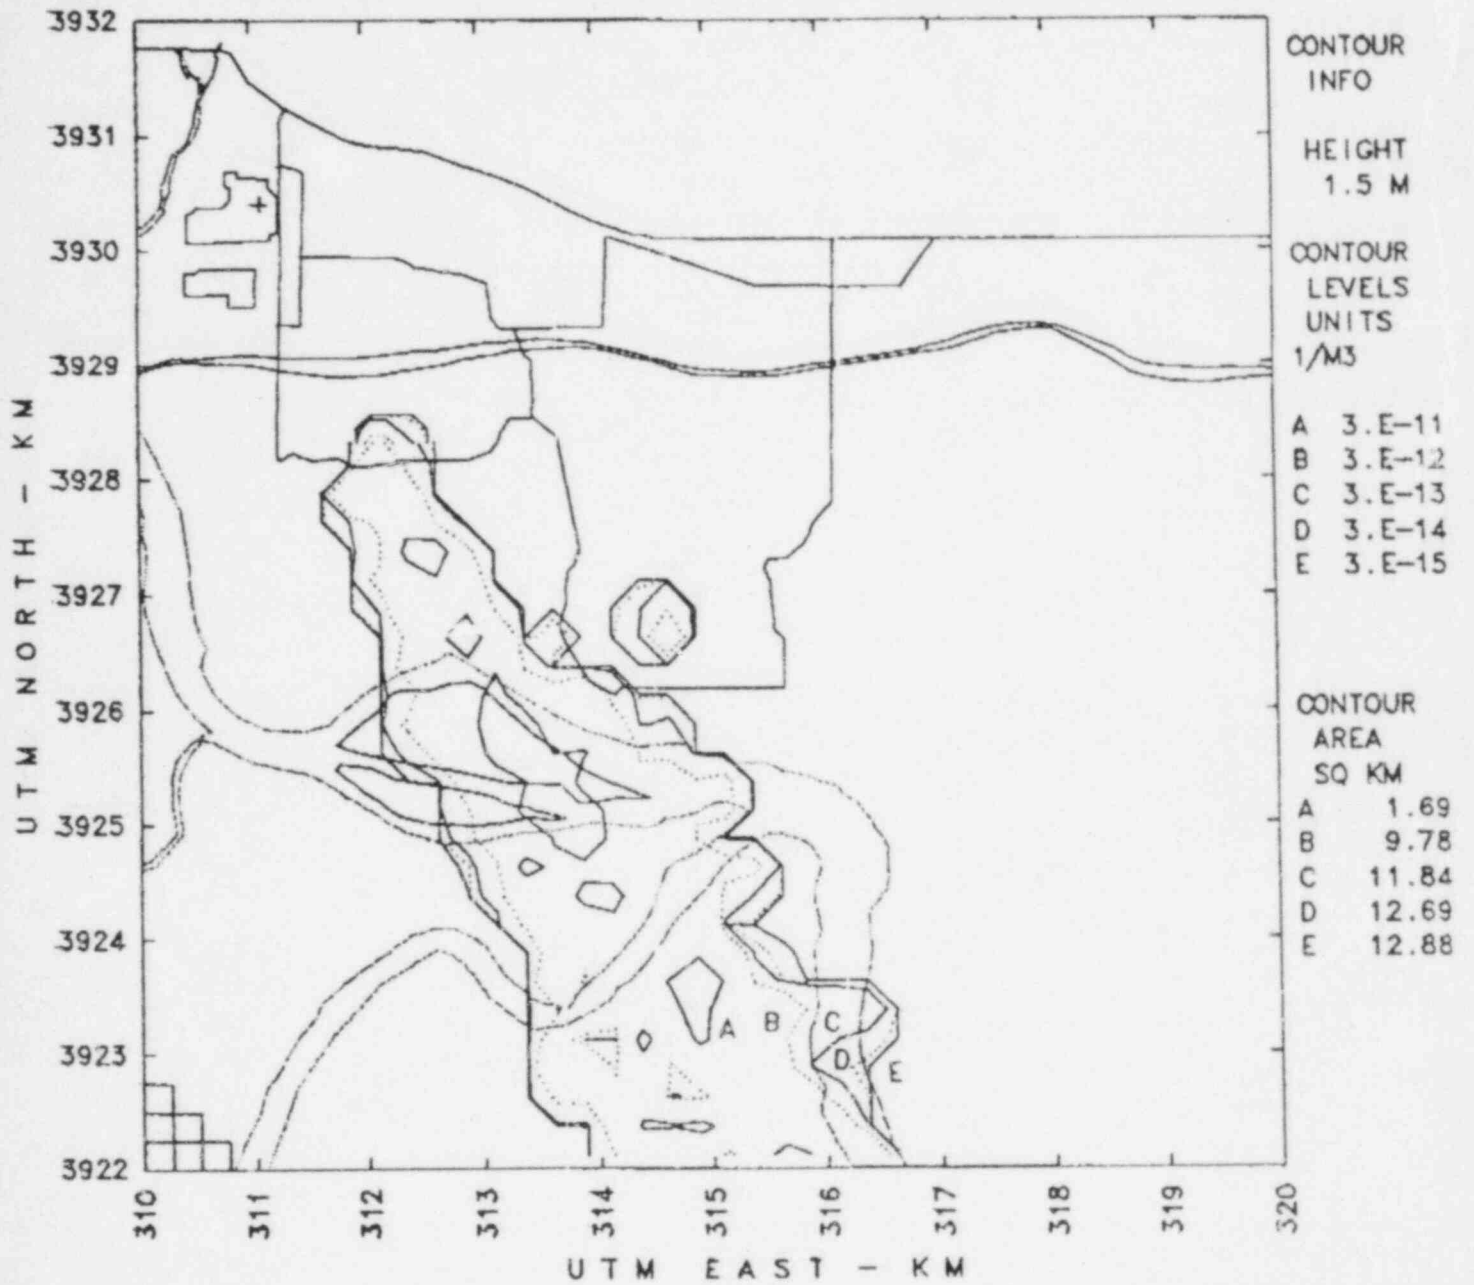 3932
3931
3930
3929
3928
3927
3926
3925
3924
3923
3922
UTM NORTH - KM
310
311
312
313
314
315
316
317
318
319
320
UTM EAST - KM
A
B
C
D
E
CONTOUR
INFO
HEIGHT
1.5 M
CONTOUR
LEVELS
UNITS
1/M3
A 3.E-11
B 3.E-12
C 3.E-13
D 3.E-14
E 3.E-15
CONTOUR
AREA
SQ KM
A 1.69
B 9.78
C 11.84
D 12.69
E 12.88